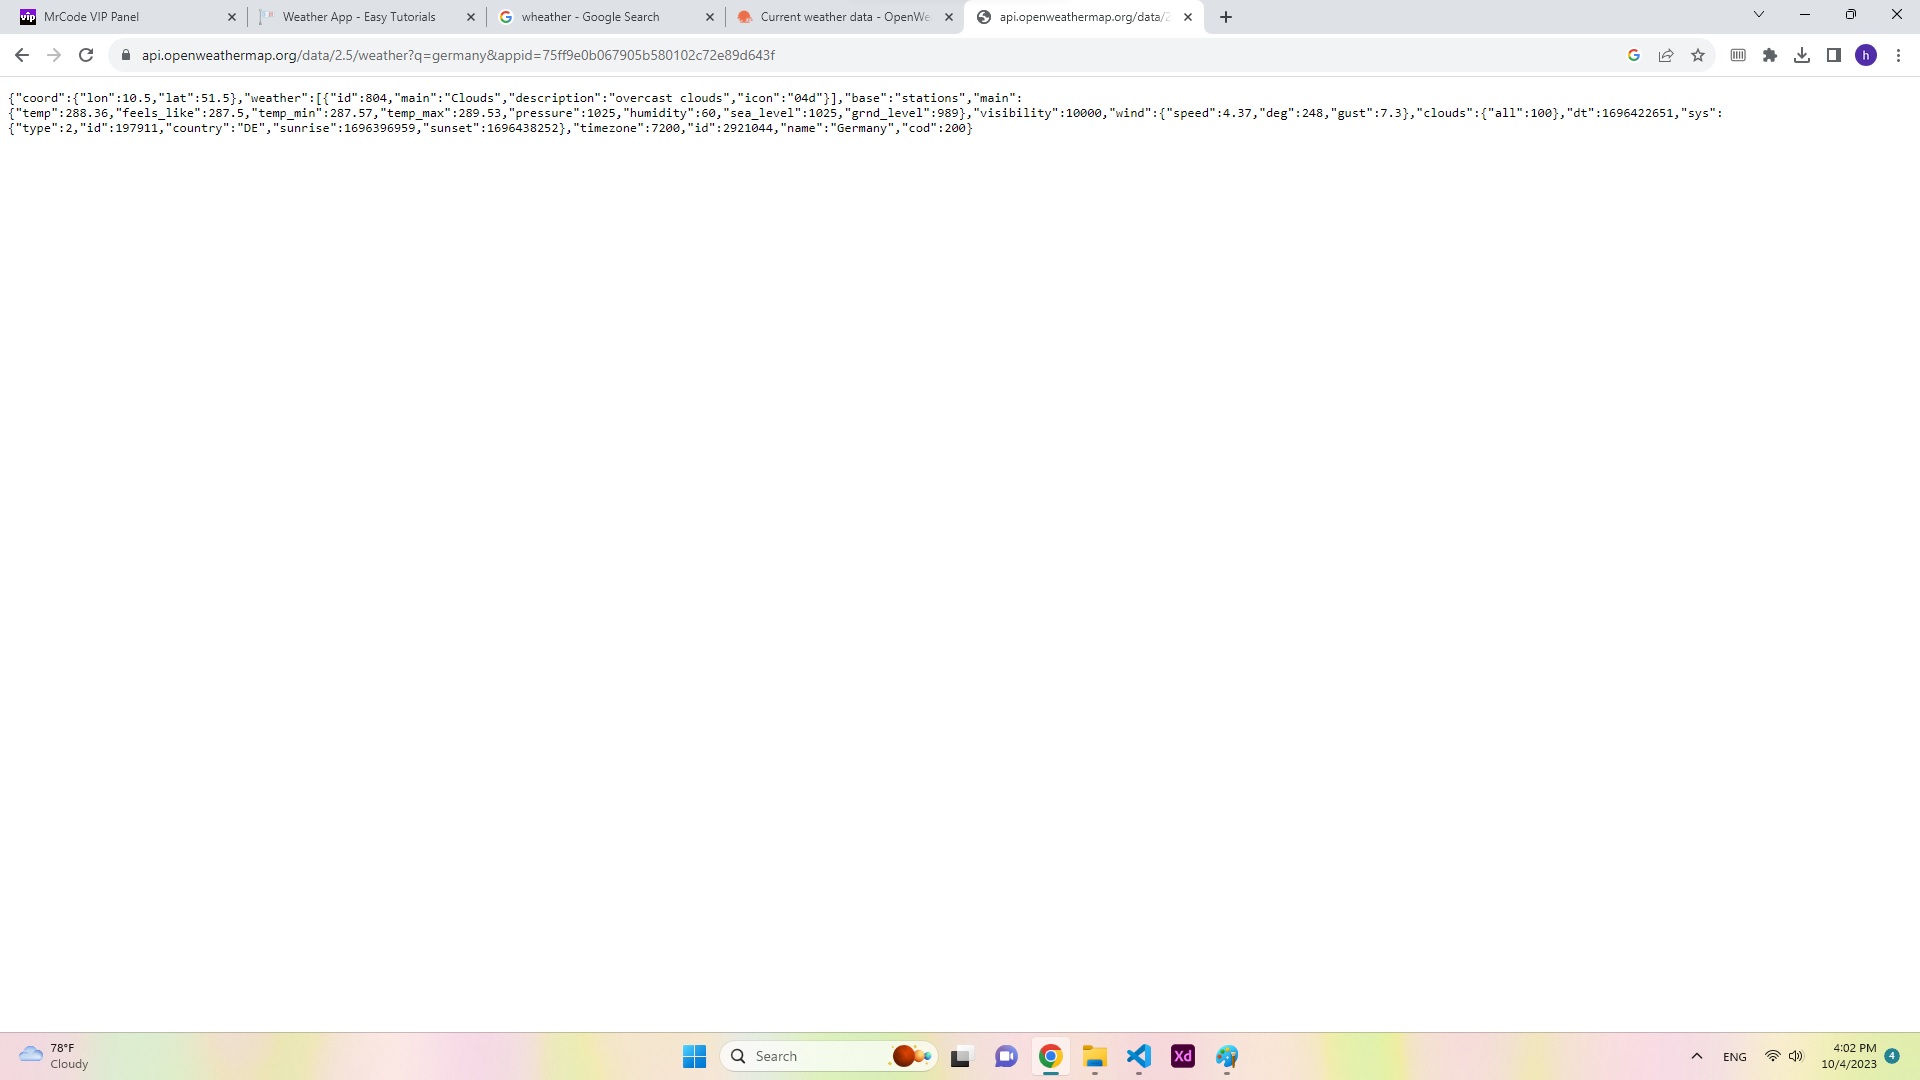 vip MrCode VIP Panel
Weather App - Easy Tutorials
wheather - Google Search
Current weather data - OpenWe
api.openweathermap.org/data/2
api.openweathermap.org/data/2.5/weather?q=germany&appid=75ff9e0b067905b580102c72e89d643f
h
{"coord":{"lon":10.5,"lat":51.5},"weather":[{"id":804,"main":"Clouds","description":"overcast clouds","icon":"04d"}],"base":"stations","main":
{"temp":288.36,"feels_like":287.5,"temp_min":287.57,"temp_max":289.53,"pressure":1025,"humidity":60,"sea_level":1025,"grnd_level":989},"visibility":10000,"wind":{"speed":4.37,"deg":248,"gust":7.3},"clouds":{"all":100},"dt":1696422651,"sys":
{"type":2,"id":197911,"country":"DE","sunrise":1696396959,"sunset":1696438252},"timezone":7200,"id":2921044,"name":"Germany","cod":200}
78°F
Cloudy
Search
Xd
ENG
4:02 PM
10/4/2023
4